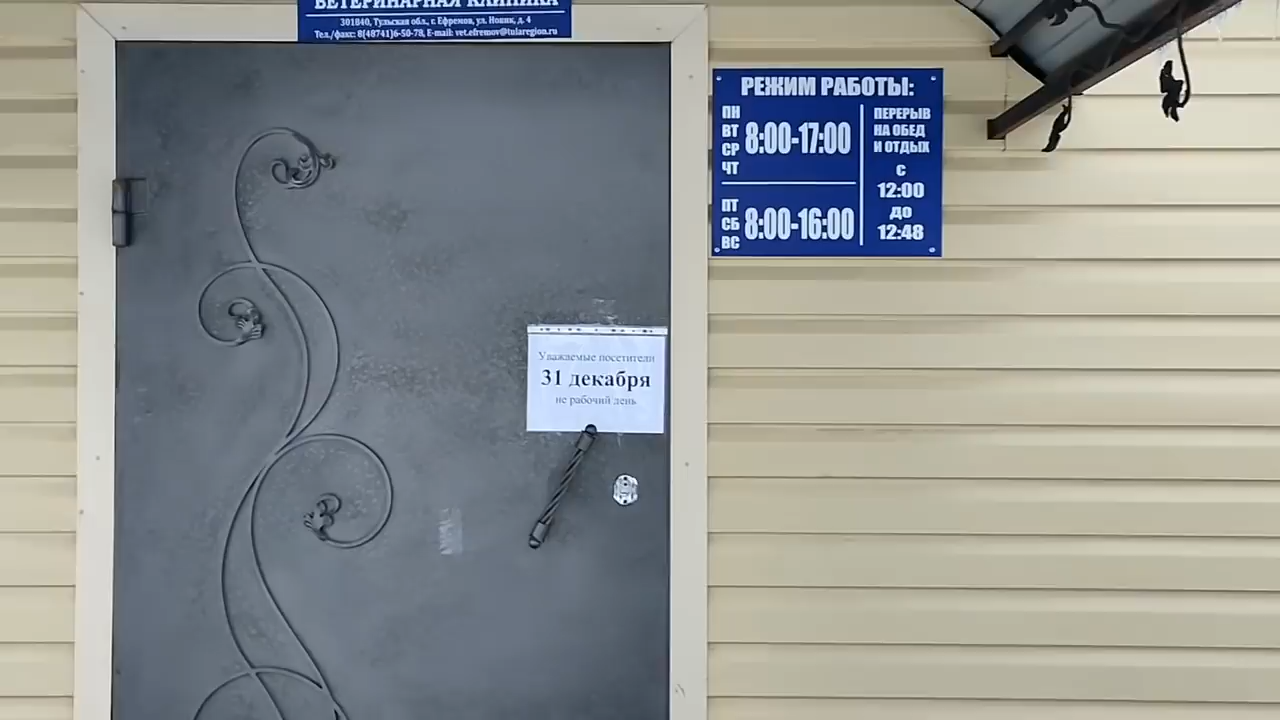 ВЕТЕРИНАРНАЯ КЛИНИКА
301840, Тульская обл., г. Ефремов, ул. Новик, д. 4
Тел./факс: 8(48741)6-50-78, E-mail: vet.efremov@tularegion.ru
РЕЖИМ РАБОТЫ:
ПН
ВТ
СР
ЧТ
8:00-17:00
ПТ
СБ
ВС
8:00-16:00
ПЕРЕРЫВ
НА ОБЕД
И ОТДЫХ
С
12:00
ДО
12:48
Уважаемые посетители
31 декабря
не рабочий день